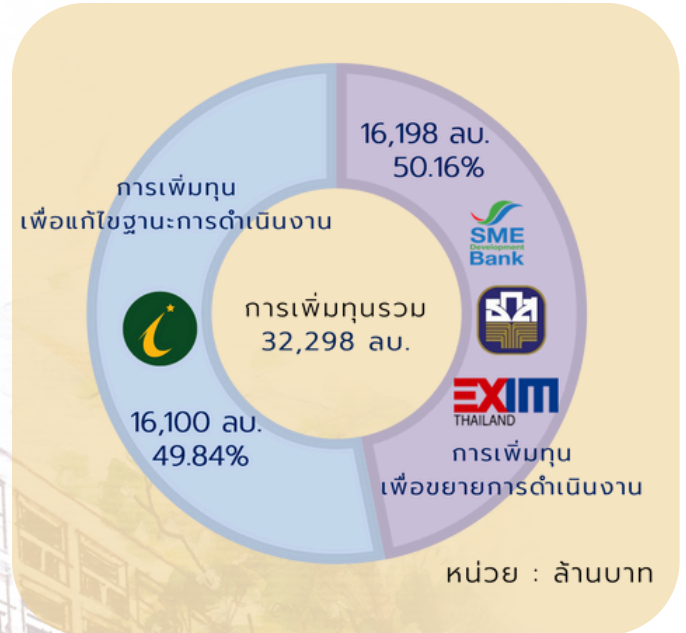 16,198 ลบ.
50.16%
การเพิ่มทุน
เพื่อแก้ไขฐานะการดำเนินงาน
SME
Development
Bank
การเพิ่มทุนรวม
32,298 ลบ.
ธกส
EXIM
THAILAND
16,100 ลบ.
49.84%
การเพิ่มทุน
เพื่อขยายการดำเนินงาน
หน่วย : ล้านบาท